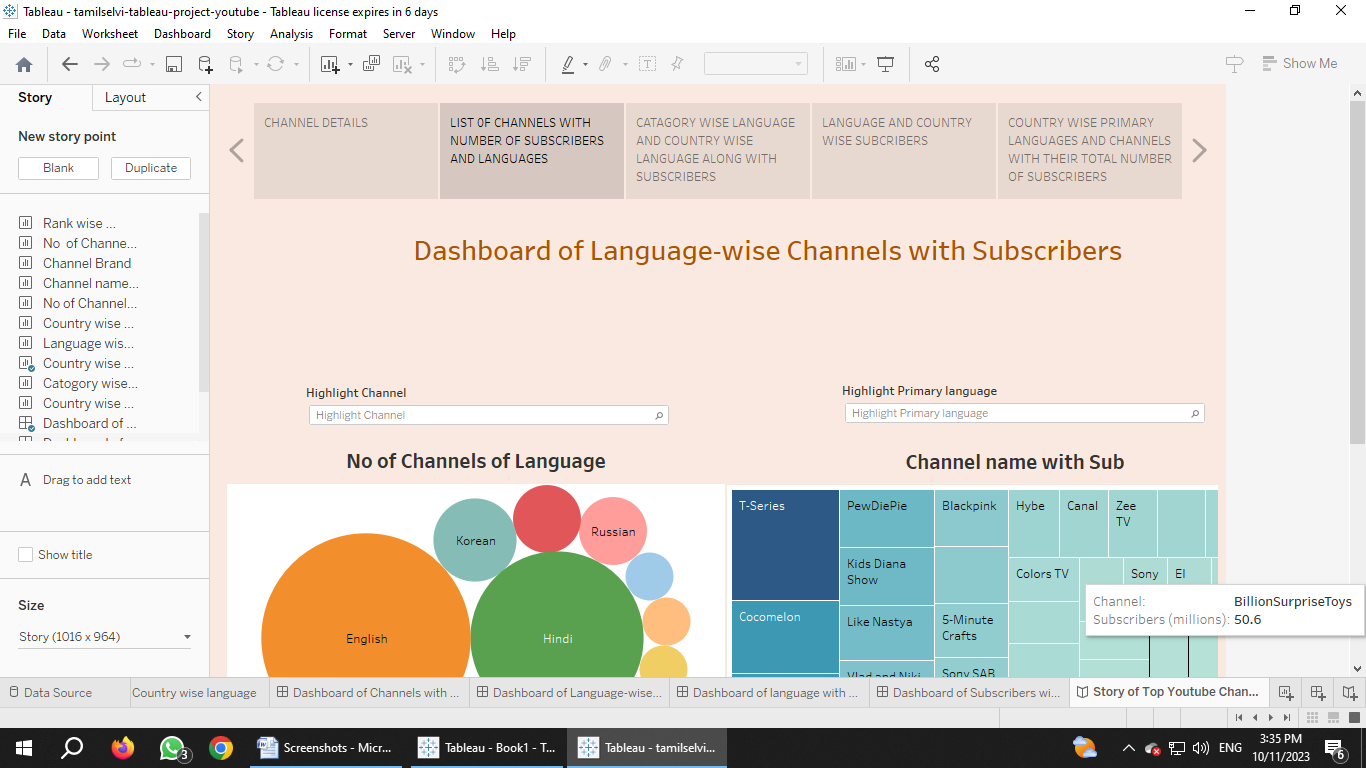 Tableau - tamilselvi-tableau-project-youtube - Tableau license expires in 6 days
File Data Worksheet Dashboard Story Analysis Format Server Window Help
Show Me
Story Layout
New story point
Blank Duplicate
Rank wise ...
No of Channe...
Channel Brand
Channel name...
No of Channel...
Country wise ...
Language wis...
Country wise ...
Catogory wise...
Country wise ...
Dashboard of ...
A Drag to add text
Show title
Size
Story (1016 x 964)
CHANNEL DETAILS
LIST 0F CHANNELS WITH
NUMBER OF SUBSCRIBERS
AND LANGUAGES
CATAGORY WISE LANGUAGE
AND COUNTRY WISE
LANGUAGE ALONG WITH
SUBSCRIBERS
LANGUAGE AND COUNTRY
WISE SUBCRIBERS
COUNTRY WISE PRIMARY
LANGUAGES AND CHANNELS
WITH THEIR TOTAL NUMBER
OF SUBSCRIBERS
Dashboard of Language-wise Channels with Subscribers
Highlight Channel
Highlight Channel
Highlight Primary language
Highlight Primary language
No of Channels of Language
Korean
Russian
English
Hindi
Channel name with Sub
T-Series
Cocomelon
PewDiePie
Kids Diana
Show
Like Nastya
Vlad and Niki
Blackpink
5-Minute
Crafts
Sony SAB
Hybe
Canal
Zee
TV
Colors TV
Sony
El
Channel: BillionSurpriseToys
Subscribers (millions): 50.6
Data Source Country wise language Dashboard of Channels with ... Dashboard of Language-wise... Dashboard of language with ... Dashboard of Subscribers wi... Story of Top Youtube Chan...
3 Screenshots - Micr... Tableau - Book1 - T... Tableau - tamilselvi... ENG
3:35 PM
10/11/2023
6